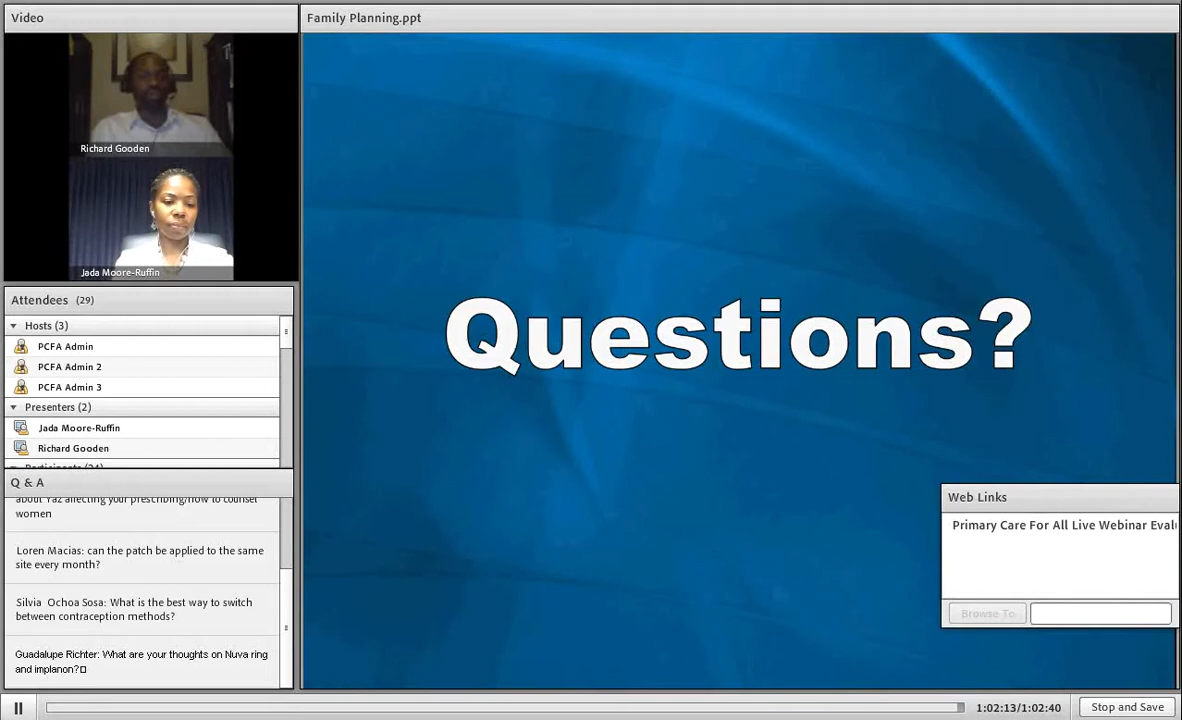 Video
Family Planning.ppt
Richard Gooden
Jada Moore-Ruffin
Attendees (29)
Hosts (3)
PCFA Admin
PCFA Admin 2
PCFA Admin 3
Presenters (2)
Jada Moore-Ruffin
Richard Gooden
Participants (24)
Q & A
about Yaz affecting your prescribing/how to counsel
women
Loren Macias: can the patch be applied to the same
site every month?
Silvia Ochoa Sosa: What is the best way to switch
between contraception methods?
Guadalupe Richter: What are your thoughts on Nuva ring
and implanon?
Questions?
Web Links
Primary Care For All Live Webinar Evalu
Browse To
1:02:13/1:02:40
Stop and Save